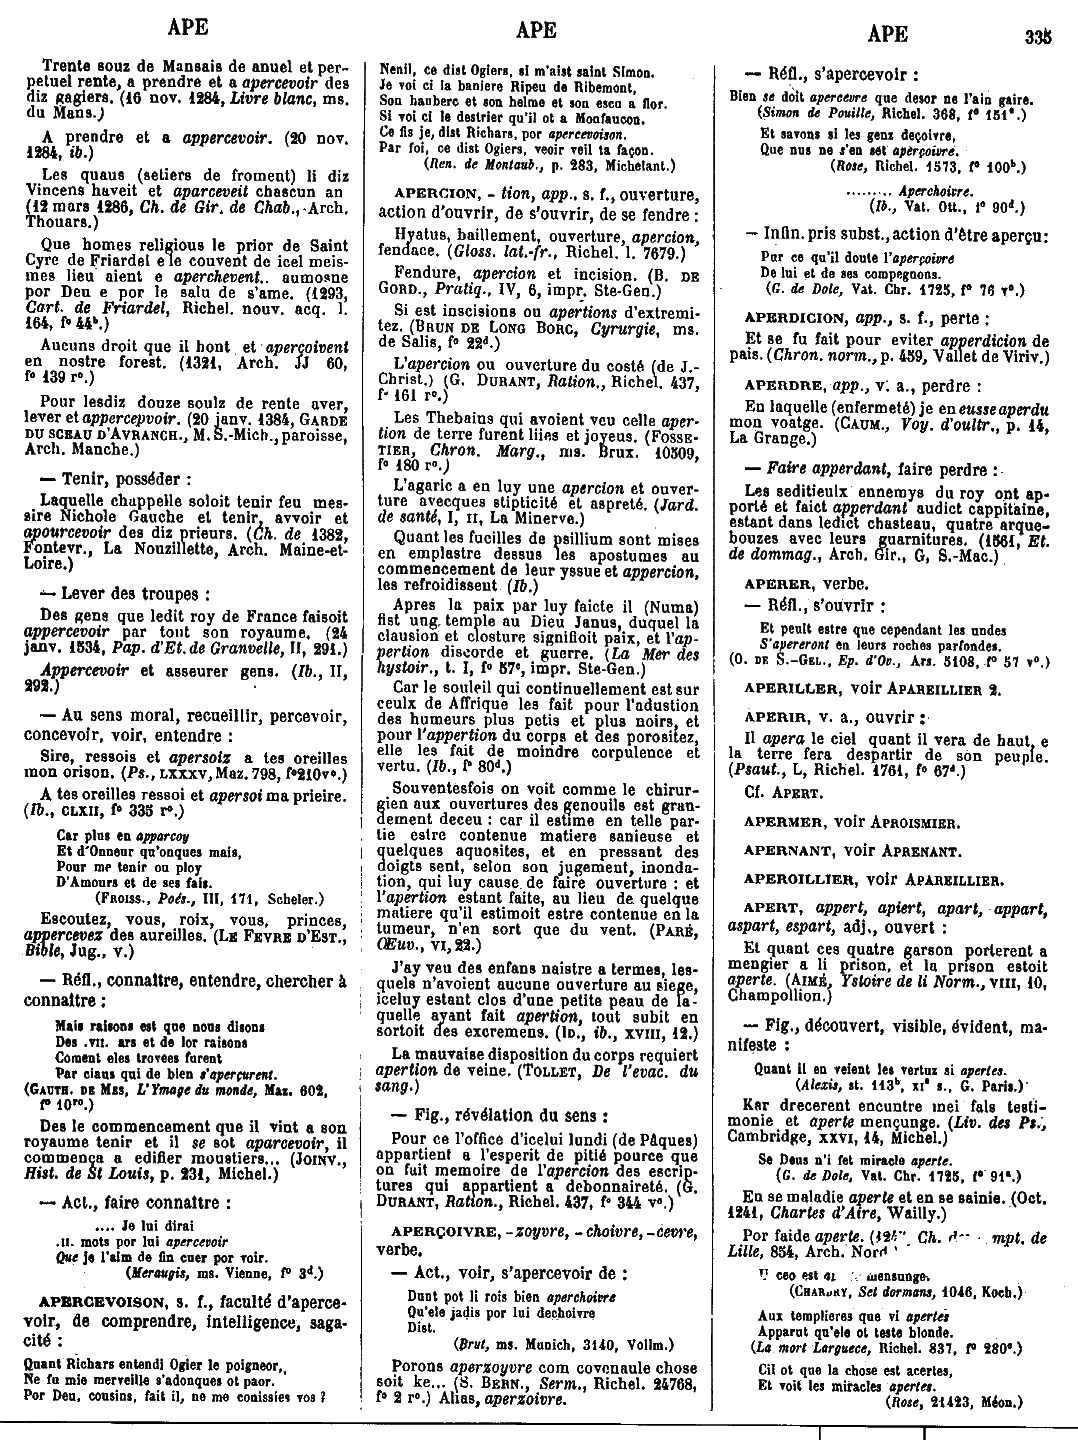 APE
APE
APE
335
Trente souz de Mansais de anuel et per-
petuel rente, a prendre et a apercevoir des
diz gagiers. (16 nov. 1284, Livre blanc, ms.
du Mans.)
A prendre et a appercevoir. (20 nov.
1284, ib.)
Les quaus (setiers de froment) li diz
Vincens haveit et aparceveit chascun an
(12 mars 1286, Ch. de Gir. de Chab., Arch.
Thouars.)
Que homes religious le prior de Saint
Cyre de Friardel e le couvent de icel meis-
mes lieu aient e aperchevent.. aumosne
por Deu e por le salu de s'ame. (1293,
Cart. de Friardel, Richel. nouv. acq. l.
164, f° 44b.)
Aucuns droit que il hont et aperçoivent
en nostre forest. (1321, Arch. JJ 60,
f° 139 r°.)
Pour lesdiz douze soulz de rente aver,
lever et appercepvoir. (20 janv. 1384, GARDE
DU SCEAU D'AVRANCH., M. S.-Mich., paroisse,
Arch. Manche.)
— Tenir, posséder :
Laquelle chappelle soloit tenir feu mes-
sire Nichole Gauche et tenir, avvoir et
apourcevoir des diz prieurs. (Ch. de 1382,
Fontevr., La Nouzillette, Arch. Maine-et-
Loire.)
— Lever des troupes :
Des gens que ledit roy de France faisoit
appercevoir par tout son royaume. (24
janv. 1534, Pap. d'Et. de Granvelle, II, 291.)
Appercevoir et asseurer gens. (Ib., II,
292.)
— Au sens moral, recueillir, percevoir,
concevoir, voir, entendre :
Sire, ressois et apersoiz a tes oreilles
mon orison. (Ps., LXXXV, Maz. 798, f° 210 v°.)
A tes oreilles ressoi et apersoi ma prieire.
(Ib., CLXII, f° 335 r°.)
Car plus en apparcoy
Et d'Onneur qu'onques mais,
Pour me tenir ou ploy
D'Amours et de ses fais.
(FROISS., Poés., III, 171, Scheler.)
Escoutez, vous, roix, vous, princes,
appercevez des aureilles. (LE FEVRE D'EST.,
Bible, Jug., v.)
— Réfl., connaître, entendre, chercher à
connaître :
Mais raisons est que nous disons
Des .VII. ars et de lor raisons
Coment eles trovees furent
Par ciaus qui de bien s'aperçurent.
(GAUTH. DE MES, L'Ymage du monde, Maz. 602,
f° 10ro.)
Des le commencement que il vint a son
royaume tenir et il se sot aparcevoir, il
commença a edifier moustiers... (JOINV.,
Hist. de St Louis, p. 231, Michel.)
— Act., faire connaître :
.... Je lui dirai
.II. mots por lui apercevoir
Que je l'aim de fin cuer por voir.
(Meraugis, ms. Vienne, f° 3d.)
APERCEVOISON, s. f., faculté d'aperce-
voir, de comprendre, intelligence, saga-
cité :
Quant Richars entendi Ogier le poigneor,
Ne fu mie merveille s'adonques ot paor.
Por Deu, cousins, fait il, ne me conissies vos ?
Nenil, ce dist Ogiers, si m'aist saint Simon.
Je voi ci la baniere Ripeu de Ribemont,
Son hauberc et son helme et son escu a flor.
Si voi ci le destrier qu'il ot a Monfaucon.
Ce fis je, dist Richars, por apercevoison.
Par foi, ce dist Ogiers, veoir veil ta façon.
(Ren. de Montaub., p. 283, Michelant.)
APERCION, - tion, app., s. f., ouverture,
action d'ouvrir, de s'ouvrir, de se fendre :
Hyatus, baillement, ouverture, apercion,
fendace. (Gloss. lat.-fr., Richel. l. 7679.)
Fendure, apercion et incision. (B. DE
GORD., Pratiq., IV, 6, impr. Ste-Gen.)
Si est inscisions ou apertions d'extremi-
tez. (BRUN DE LONG BORC, Cyrurgie, ms.
de Salis, f° 22d.)
L'apercion ou ouverture du costé (de J.-
Christ.) (G. DURANT, Ration., Richel. 437,
f° 161 r°.)
Les Thebains qui avoient veu celle aper-
tion de terre furent liies et joyeus. (FOSSE-
TIER, Chron. Marg., ms. Brux. 10509,
f° 180 r°.)
L'agaric a en luy une apercion et ouver-
ture avecques stipticité et aspreté. (Jard.
de santé, I, II, La Minerve.)
Quant les fueilles de psillium sont mises
en emplastre dessus les apostumes au
commencement de leur yssue et appercion,
les refroidissent (Ib.)
Apres la paix par luy faicte il (Numa)
fist ung temple au Dieu Janus, duquel la
clausion et closture signifioit paix, et l'ap-
pertion discorde et guerre. (La Mer des
hystoir., t. I, f° 57c, impr. Ste-Gen.)
Car le souleil qui continuellement est sur
ceulx de Affrique les fait pour l'adustion
des humeurs plus petis et plus noirs, et
pour l'appertion du corps et des porositez,
elle les fait de moindre corpulence et
vertu. (Ib., f° 80d.)
Souventesfois on voit comme le chirur-
gien aux ouvertures des genouils est gran-
dement deceu : car il estime en telle par-
tie estre contenue matiere sanieuse et
quelques aquosites, et en pressant des
doigts sent, selon son jugement, inonda-
tion, qui luy cause de faire ouverture : et
l'apertion estant faite, au lieu de quelque
matiere qu'il estimoit estre contenue en la
tumeur, n'en sort que du vent. (PARÉ,
Œuv., VI, 22.)
J'ay veu des enfans naistre a termes, les-
quels n'avoient aucune ouverture au siege,
iceluy estant clos d'une petite peau de la-
quelle ayant fait apertion, tout subit en
sortoit des excremens. (ID., ib., XVIII, 12.)
La mauvaise disposition du corps requiert
apertion de veine. (TOLLET, De l'evac. du
sang.)
— Fig., révélation du sens :
Pour ce l'office d'icelui lundi (de Pâques)
appartient a l'esperit de pitié pource que
on fait memoire de l'apercion des escrip-
tures qui appartient a debonnaireté. (G.
DURANT, Ration., Richel. 437, f° 344 v°.)
APERÇOIVRE, -zoyvre, - choivre, -cevre,
verbe.
— Act., voir, s'apercevoir de :
Dunt pot li rois bien aperchoivre
Qu'ele jadis por lui dechoivre
Dist.
(Brut, ms. Munich, 3140, Vollm.)
Porons aperzoyvre com covenaule chose
soit ke... (S. BERN., Serm., Richel. 24768,
f° 2 r°.) Alias, aperzoivre.
— Réfl., s'apercevoir :
Bien se doit apercevre que desor ne l'ain gaire.
(Simon de Pouille, Richel. 368, f° 151e.)
Et savons si les genz deçoivre,
Que nus ne s'en set aperçoivre.
(Rose, Richel. 1573, f° 100b.)
......... Aperchoivre.
(Ib., Vat. Ott., f° 90d.)
— Infin. pris subst., action d'être aperçu :
Pur ce qu'il doute l'aperçoivre
De lui et de ses compegnons.
(G. de Dole, Vat. Chr. 1725, f° 76 v°.)
APERDICION, app., s. f., perte :
Et se fu fait pour eviter apperdicion de
pais. (Chron. norm., p. 459, Vallet de Viriv.)
APERDRE, app., v. a., perdre :
En laquelle (enfermeté) je en eusse aperdu
mon voatge. (CAUM., Voy. d'oultr., p. 14,
La Grange.)
— Faire apperdant, faire perdre :
Les seditieulx ennemys du roy ont ap-
porté et faict apperdant audict cappitaine,
estant dans ledict chasteau, quatre arque-
bouzes avec leurs guarnitures. (1561, Et.
de dommag., Arch. Gir., G, S.-Mac.)
APERER, verbe.
— Réfl., s'ouvrir :
Et peult estre que cependant les undes
S'apereront en leurs roches parfondes.
(O. DE S.-GEL., Ep. d'Ov., Ars. 5108, f° 57 v°.)
APERILLER, voir APAREILLIER 2.
APERIR, v. a., ouvrir :
Il apera le ciel quant il vera de haut, e
la terre fera despartir de son peuple.
(Psaut., L, Richel. 1761, f° 67d.)
Cf. APERT.
APERMER, voir APROISMIER.
APERNANT, voir APRENANT.
APEROILLIER, voir APAREILLIER.
APERT, appert, apiert, apart, appart,
aspart, espart, adj., ouvert :
Et quant ces quatre garson porterent a
mengier a li prison, et la prison estoit
aperte. (AIMÉ, Ystoire de li Norm., VIII, 10,
Champollion.)
— Fig., découvert, visible, évident, ma-
nifeste :
Quant il en veient les vertuz si apertes.
(Alexis, st. 113b, XIe s., G. Paris.)
Kar drecerent encuntre mei fals testi-
monie et aperte mençunge. (Liv. des Ps.,
Cambridge, XXVI, 14, Michel.)
Se Deus n'i fet miracle aperte.
(G. de Dole, Vat. Chr. 1725, f° 91a.)
En se maladie aperte et en se sainie. (Oct.
1241, Chartes d'Aire, Wailly.)
Por faide aperte. Ch. mpt. de
Lille, 854, Arch. Nord
ceo est mensunge.
(CHARDRY, Set dormans, 1046, Koch.)
Aux templieres que vi apertes
Apparut qu'ele ot teste blonde.
(La mort Larguece, Richel. 837, f° 280e.)
Cil ot que la chose est acertes,
Et voit les miracles apertes.
(Rose, 21423, Méon.)